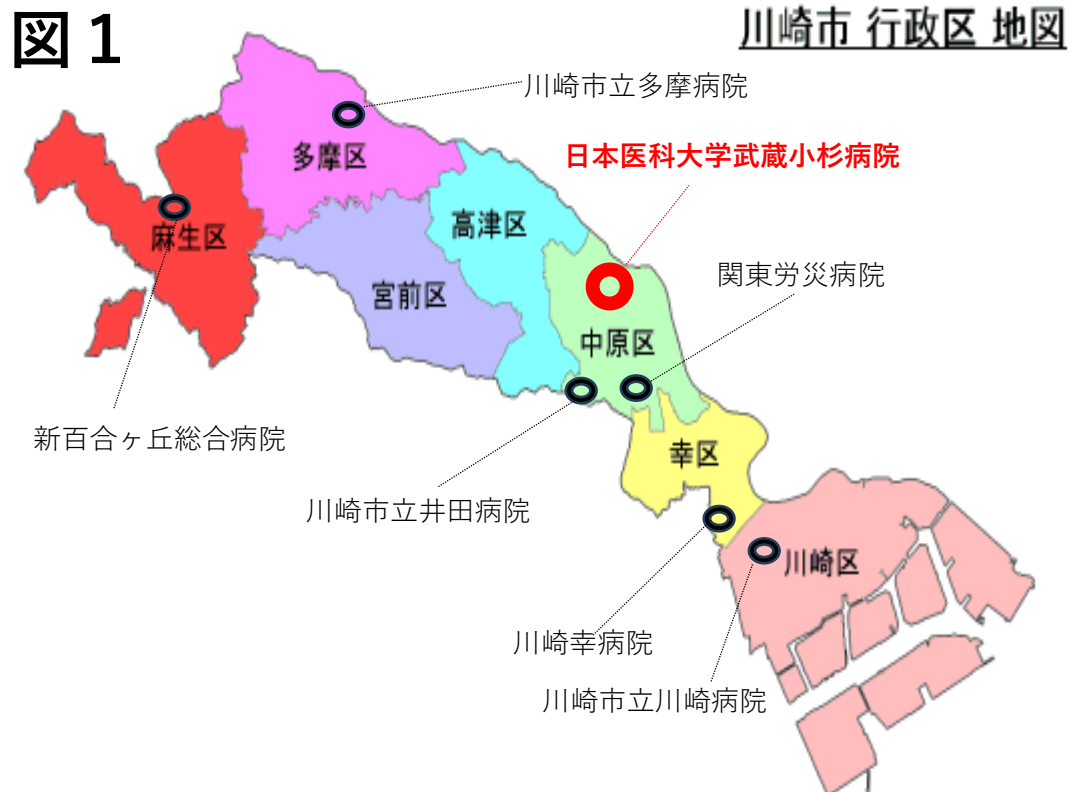 図1
川崎市 行政区 地図
川崎市立多摩病院
多摩区
日本医科大学武蔵小杉病院
高津区
麻生区
関東労災病院
宮前区
中原区
新百合ヶ丘総合病院
幸区
川崎市立井田病院
川崎区
川崎幸病院
川崎市立川崎病院